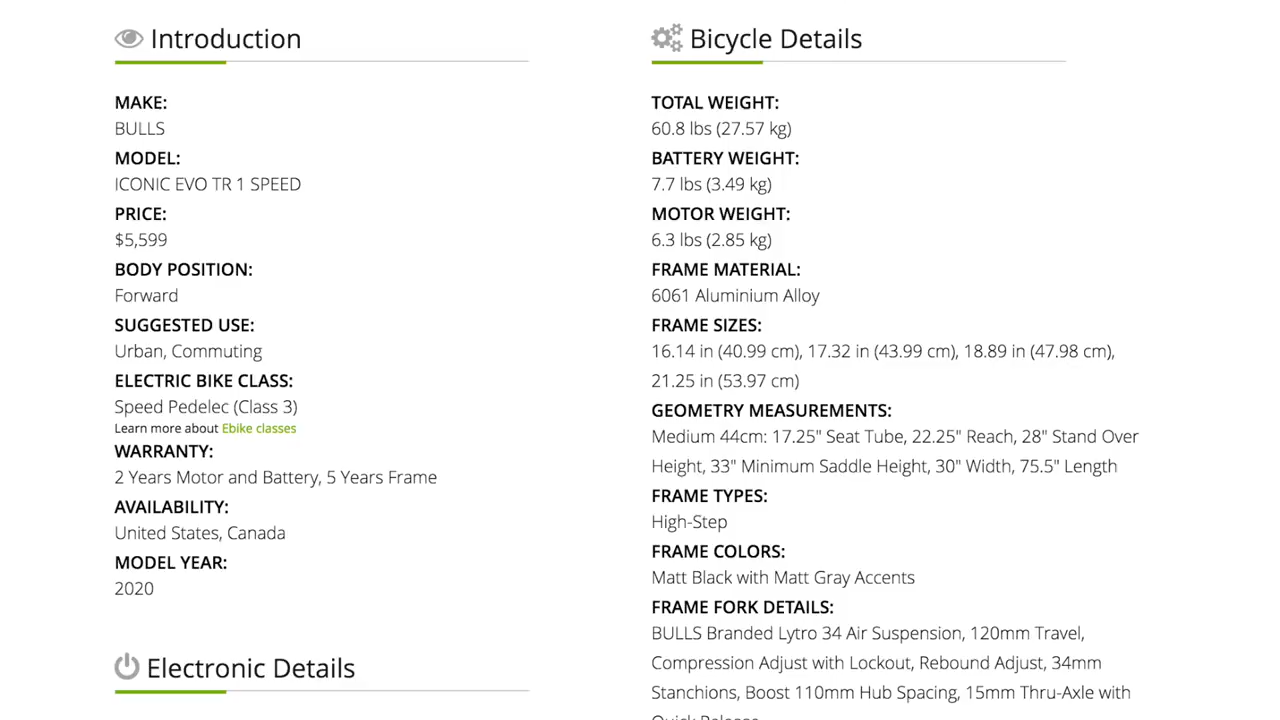 Introduction
MAKE:
BULLS
MODEL:
ICONIC EVO TR 1 SPEED
PRICE:
$5,599
BODY POSITION:
Forward
SUGGESTED USE:
Urban, Commuting
ELECTRIC BIKE CLASS:
Speed Pedelec (Class 3)
Learn more about Ebike classes
WARRANTY:
2 Years Motor and Battery, 5 Years Frame
AVAILABILITY:
United States, Canada
MODEL YEAR:
2020
Electronic Details
Bicycle Details
TOTAL WEIGHT:
60.8 lbs (27.57 kg)
BATTERY WEIGHT:
7.7 lbs (3.49 kg)
MOTOR WEIGHT:
6.3 lbs (2.85 kg)
FRAME MATERIAL:
6061 Aluminium Alloy
FRAME SIZES:
16.14 in (40.99 cm), 17.32 in (43.99 cm), 18.89 in (47.98 cm),
21.25 in (53.97 cm)
GEOMETRY MEASUREMENTS:
Medium 44cm: 17.25" Seat Tube, 22.25" Reach, 28" Stand Over
Height, 33" Minimum Saddle Height, 30" Width, 75.5" Length
FRAME TYPES:
High-Step
FRAME COLORS:
Matt Black with Matt Gray Accents
FRAME FORK DETAILS:
BULLS Branded Lytro 34 Air Suspension, 120mm Travel,
Compression Adjust with Lockout, Rebound Adjust, 34mm
Stanchions, Boost 110mm Hub Spacing, 15mm Thru-Axle with
Quick Release